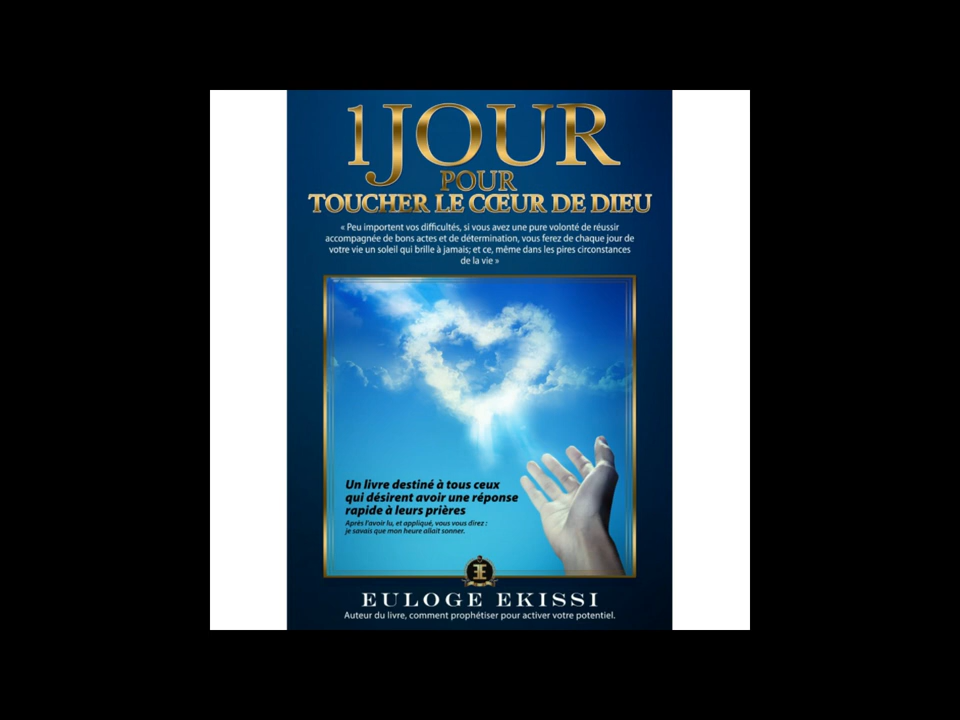 1 JOUR
POUR
TOUCHER LE CŒUR DE DIEU
« Peu importent vos difficultés, si vous avez une pure volonté de réussir
accompagnée de bons actes et de détermination, vous ferez de chaque jour de
votre vie un soleil qui brille à jamais; et ce, même dans les pires circonstances
de la vie »
Un livre destiné à tous ceux
qui désirent avoir une réponse
rapide à leurs prières
Après l'avoir lu, et appliqué, vous vous direz :
je savais que mon heure allait sonner.
EULOGE EKISSI
Auteur du livre, comment prophétiser pour activer votre potentiel.